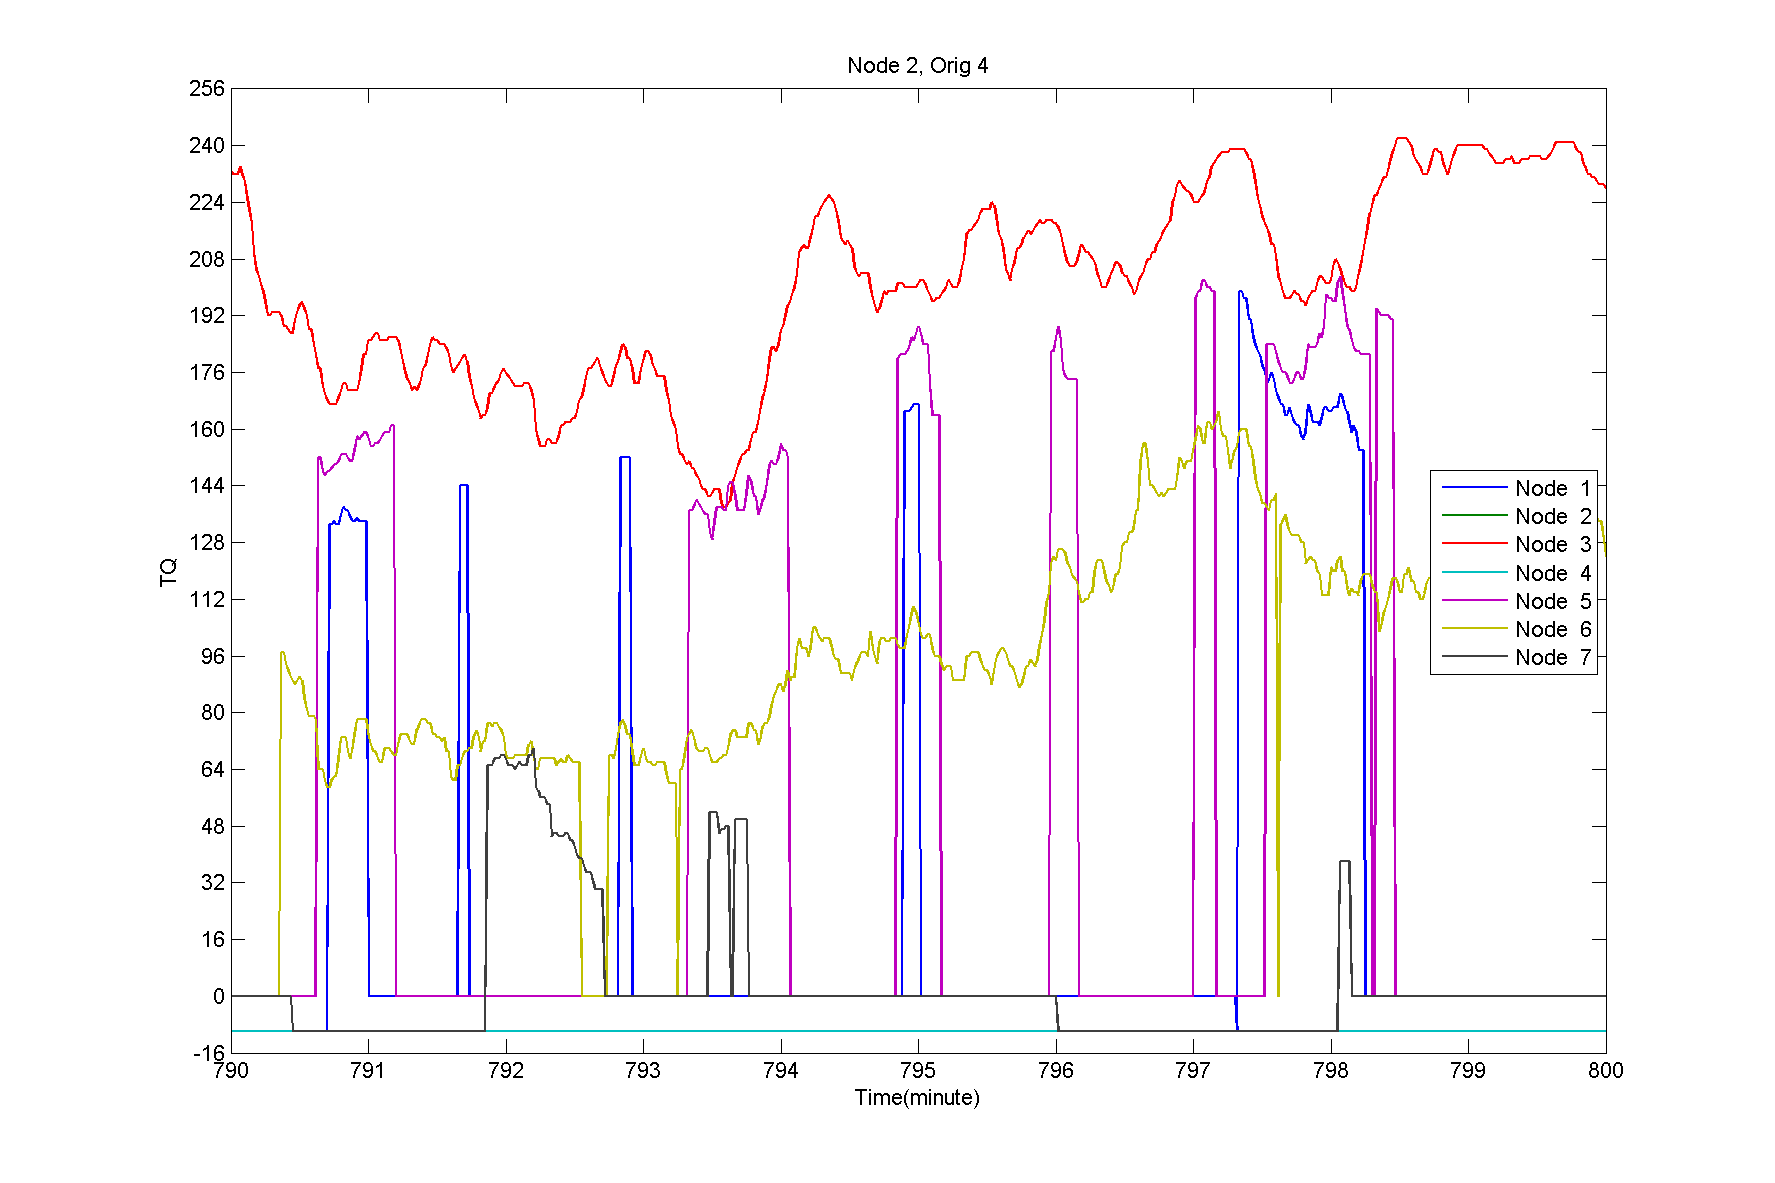 Node 2, Orig 4
256
240
224
208
192
176
160
144
128
112
96
80
64
48
32
16
0
-16
TQ
Node 1
Node 2
Node 3
Node 4
Node 5
Node 6
Node 7
790 791 792 793 794 795 796 797 798 799 800
Time(minute)